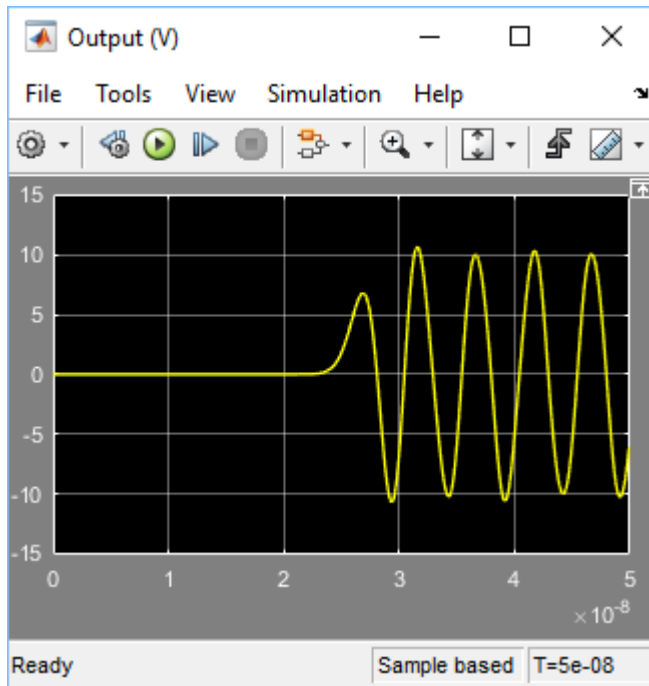 Output (V)
File Tools View Simulation Help
15
10
5
0
-5
-10
-15
0 1 2 3 4 5
×10-8
Ready Sample based T=5e-08